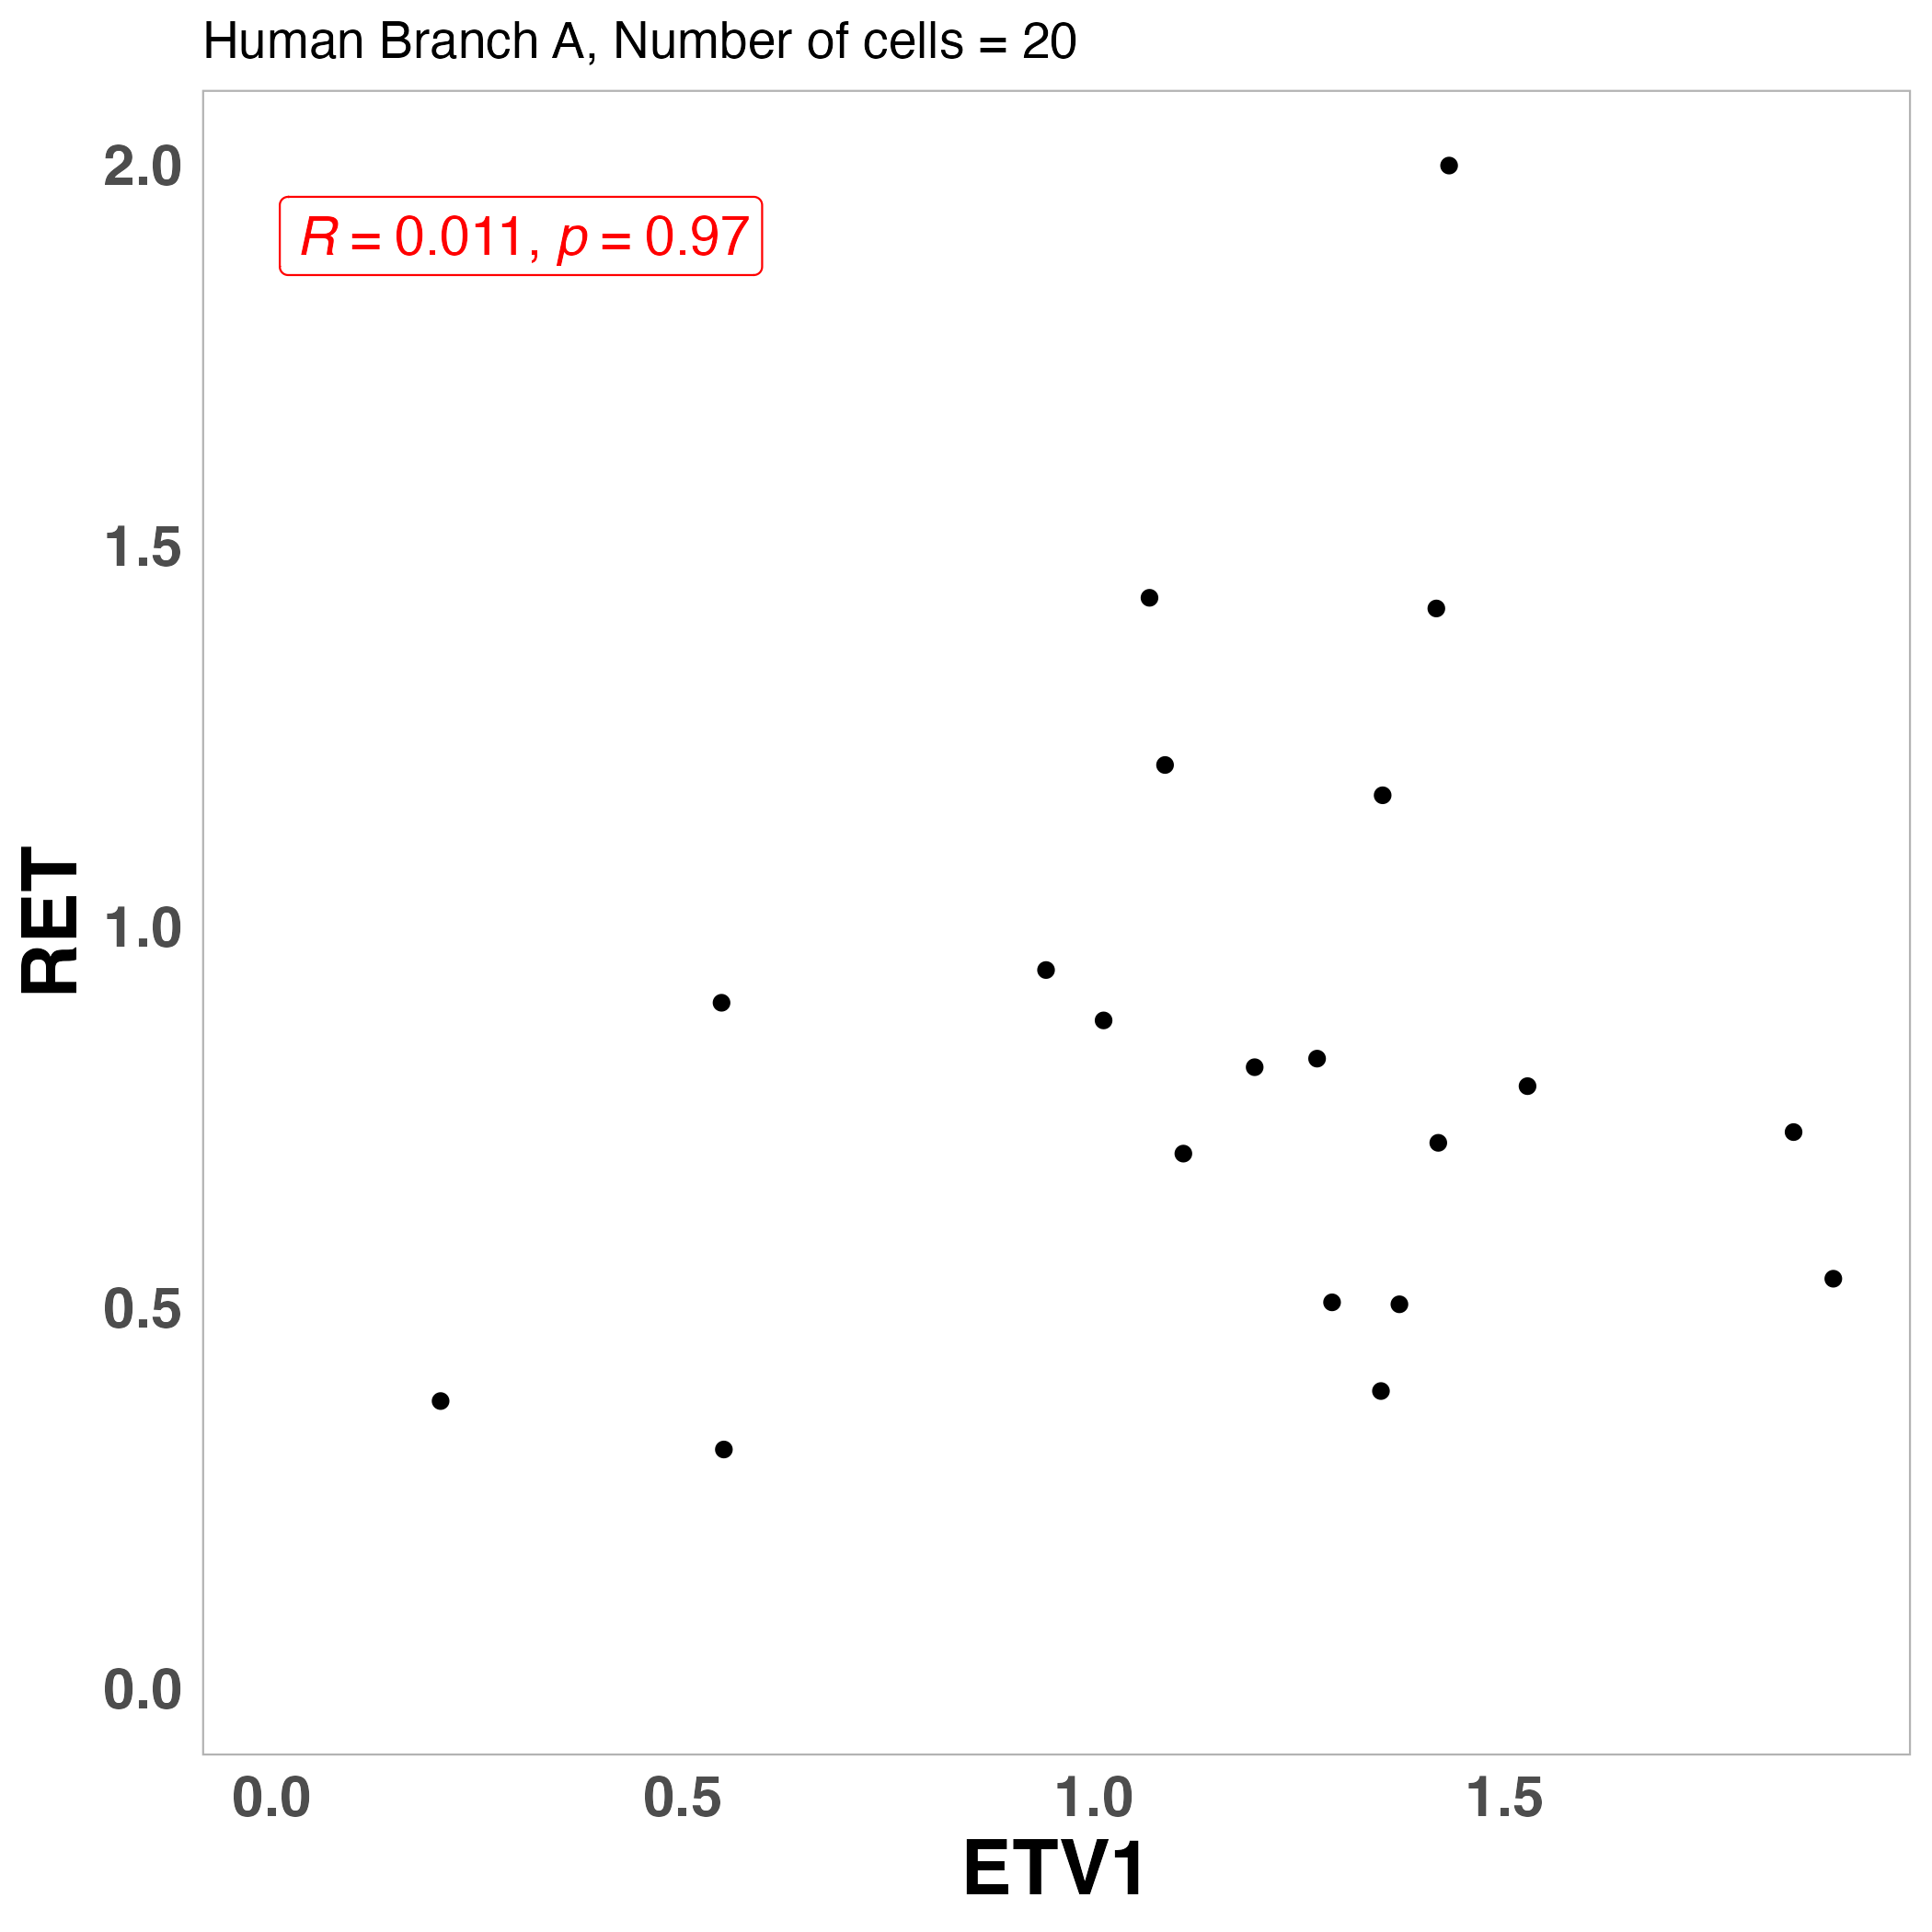 Human Branch A, Number of cells = 20
2.0
R = 0.011, p = 0.97
1.5
1.0
RET
0.5
0.0
0.0 0.5 1.0 1.5
ETV1